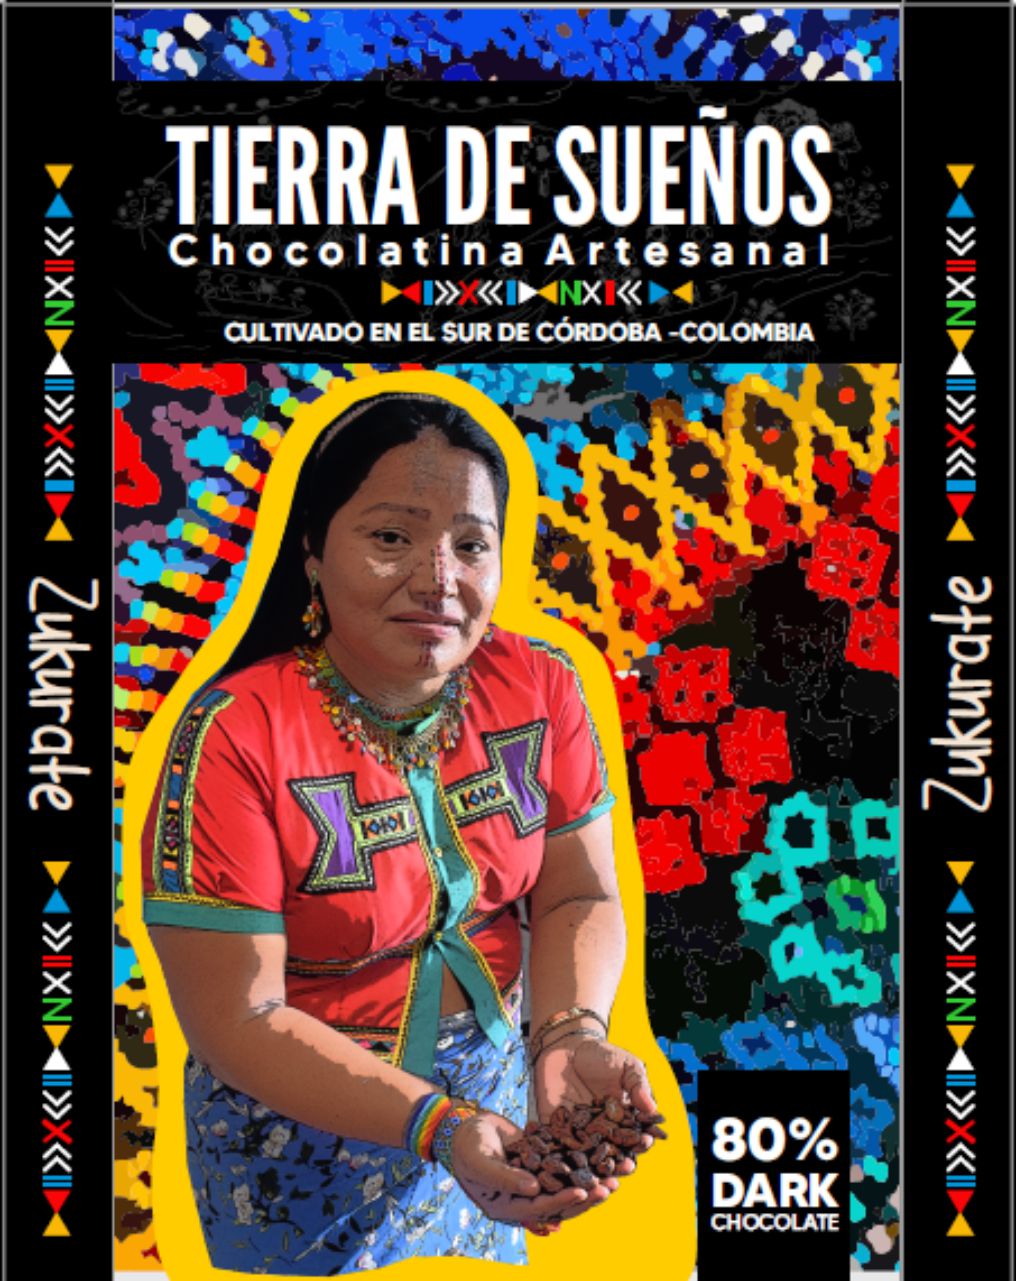 TIERRA DE SUEÑOS
Chocolatina Artesanal
CULTIVADO EN EL SUR DE CÓRDOBA -COLOMBIA
Zukurate
Zukurate
80%
DARK
CHOCOLATE